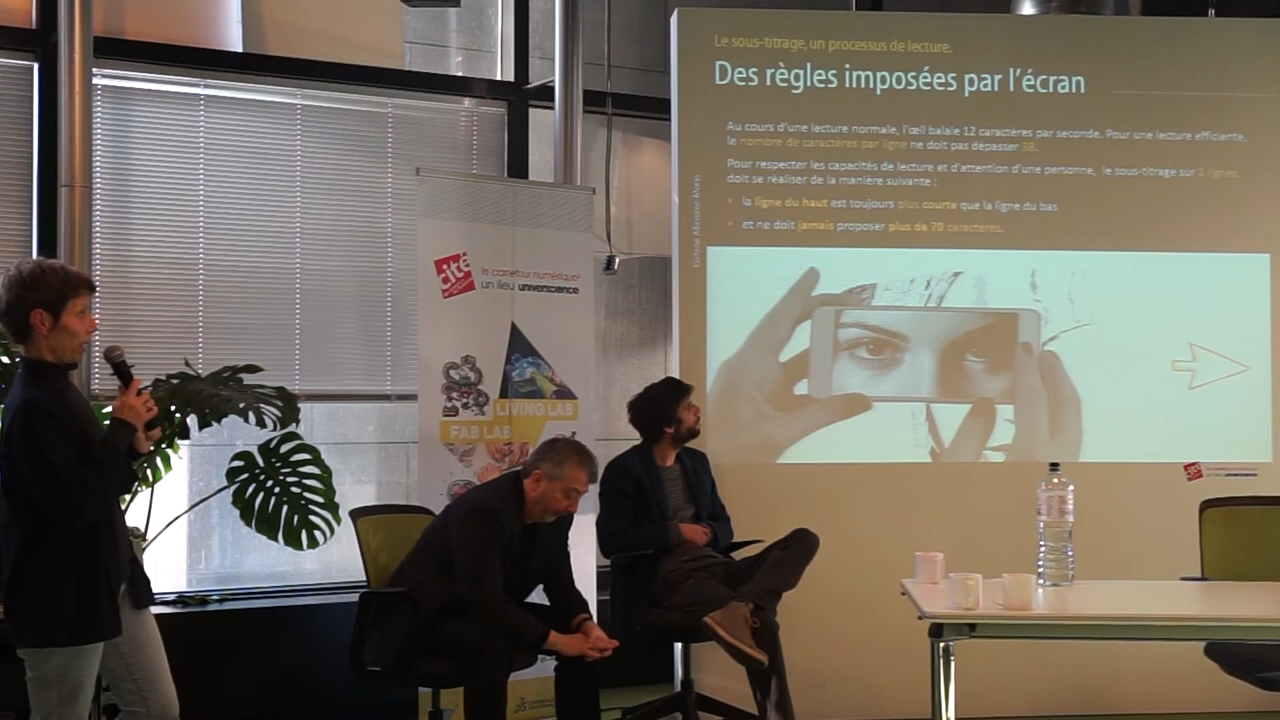 Le sous-titrage, un processus de lecture.
Des règles imposées par l'écran
Au cours d'une lecture normale, l'œil balaie 12 caractères par seconde. Pour une lecture efficiente,
le nombre de caractères par ligne ne doit pas dépasser 38.
Pour respecter les capacités de lecture et d'attention d'une personne, le sous-titrage sur 2 lignes
doit se réaliser de la manière suivante :
la ligne du haut est toujours plus courte que la ligne du bas
et ne doit jamais proposer plus de 70 caractères.
cité
le carrefour numérique²
un lieu universcience
LIVING LAB
FAB LAB